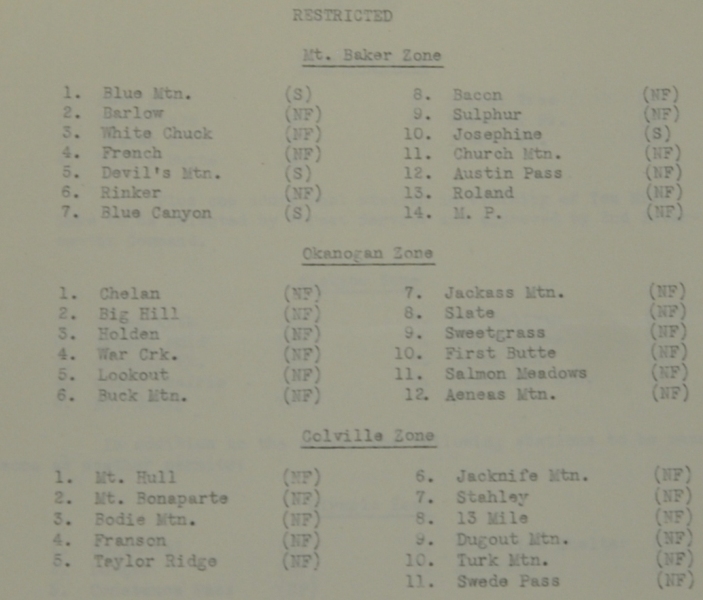 RESTRICTED
Mt. Baker Zone
1. Blue Mtn. (S) 8. Bacon (NF)
2. Barlow (NF) 9. Sulphur (NF)
3. White Chuck (NF) 10. Josephine (S)
4. French (NF) 11. Church Mtn. (NF)
5. Devil's Mtn. (S) 12. Austin Pass (NF)
6. Rinker (NF) 13. Roland (NF)
7. Blue Canyon (S) 14. M. P. (NF)
Okanogan Zone
1. Chelan (NF) 7. Jackass Mtn. (NF)
2. Big Hill (NF) 8. Slate (NF)
3. Holden (NF) 9. Sweetgrass (NF)
4. War Crk. (NF) 10. First Butte (NF)
5. Lookout (NF) 11. Salmon Meadows (NF)
6. Buck Mtn. (NF) 12. Aeneas Mtn. (NF)
Colville Zone
1. Mt. Hull (NF) 6. Jacknife Mtn. (NF)
2. Mt. Bonaparte (NF) 7. Stahley (NF)
3. Bodie Mtn. (NF) 8. 13 Mile (NF)
4. Franson (NF) 9. Dugout Mtn. (NF)
5. Taylor Ridge (NF) 10. Turk Mtn. (NF)
11. Swede Pass (NF)